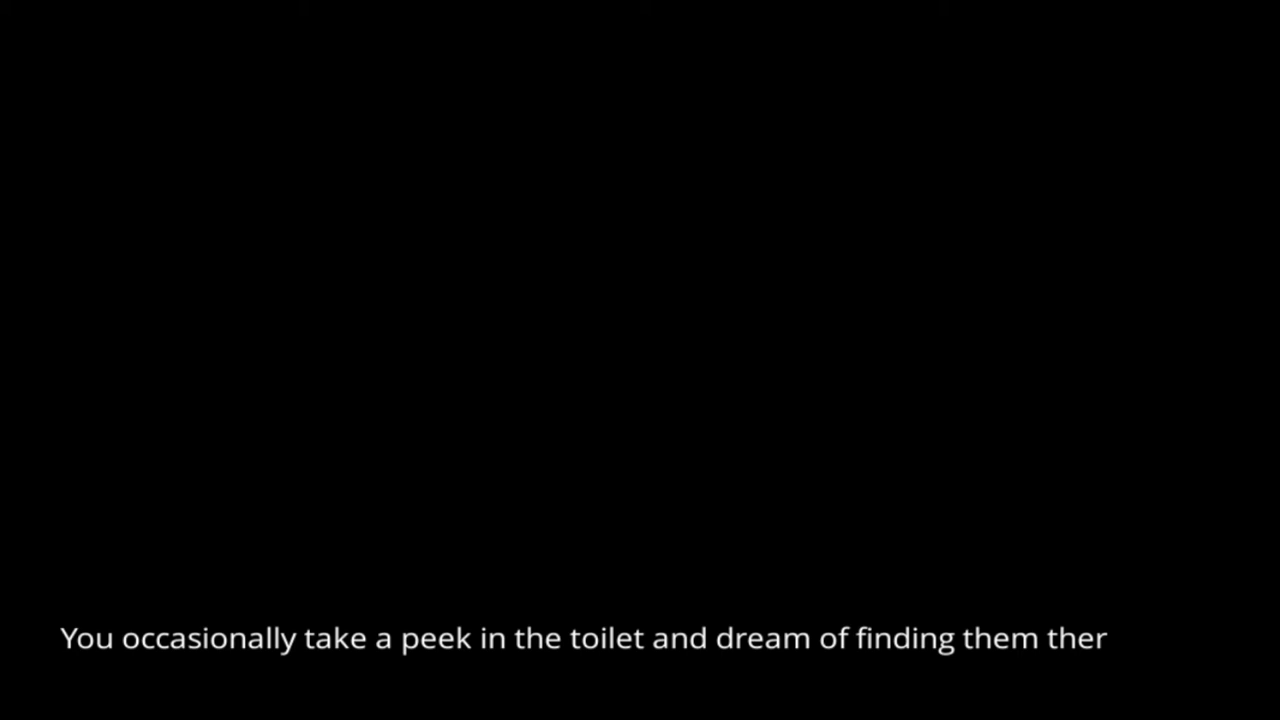 You occasionally take a peek in the toilet and dream of finding them ther